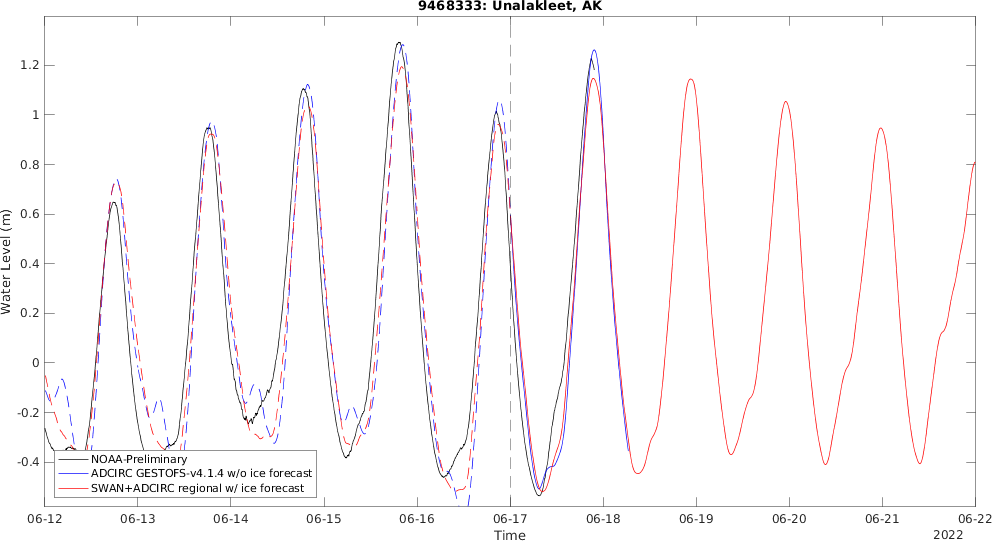 9468333: Unalakleet, AK
Water Level (m)
1.2
1
0.8
0.6
0.4
0.2
0
-0.2
-0.4
NOAA-Preliminary
ADCIRC GESTOFS-v4.1.4 w/o ice forecast
SWAN+ADCIRC regional w/ ice forecast
06-12 06-13 06-14 06-15 06-16 06-17 06-18 06-19 06-20 06-21 06-22
Time
2022